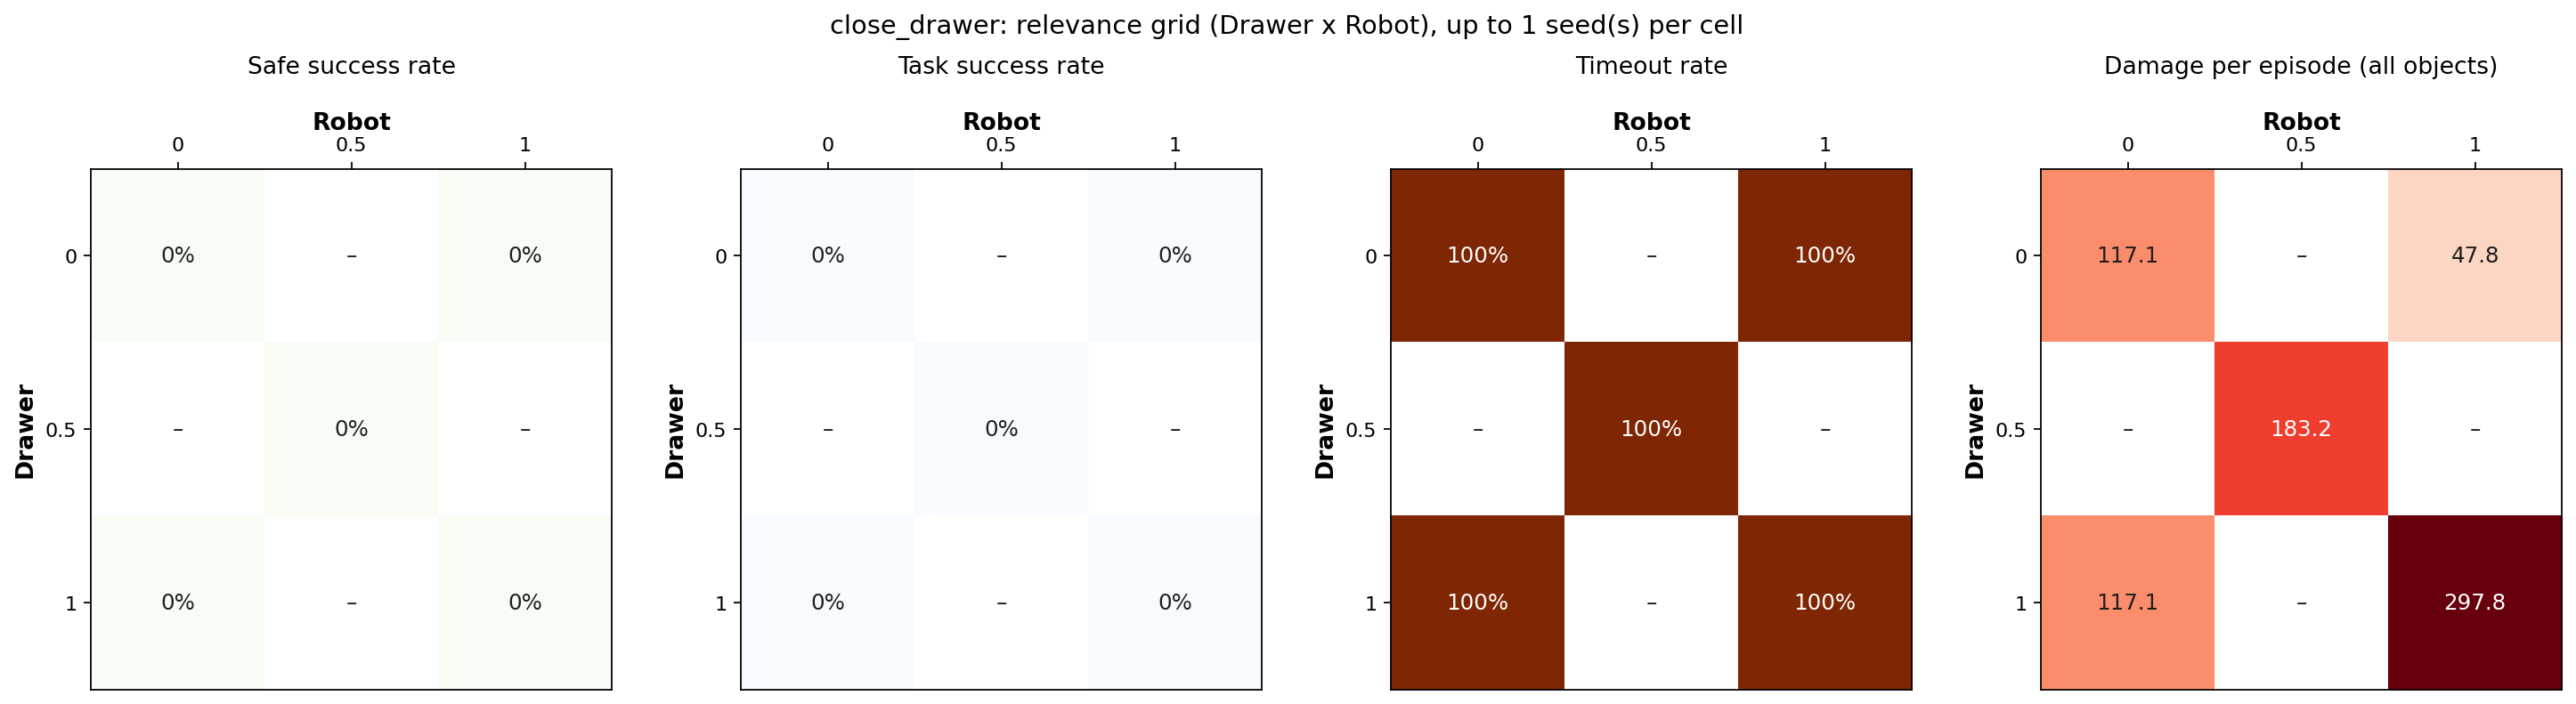 close_drawer: relevance grid (Drawer x Robot), up to 1 seed(s) per cell
Safe success rate
Robot
0 0.5 1
Drawer
0 0% – 0%
0.5 – 0% –
1 0% – 0%
Task success rate
Robot
0 0.5 1
Drawer
0 0% – 0%
0.5 – 0% –
1 0% – 0%
Timeout rate
Robot
0 0.5 1
Drawer
0 100% – 100%
0.5 – 100% –
1 100% – 100%
Damage per episode (all objects)
Robot
0 0.5 1
Drawer
0 117.1 – 47.8
0.5 – 183.2 –
1 117.1 – 297.8